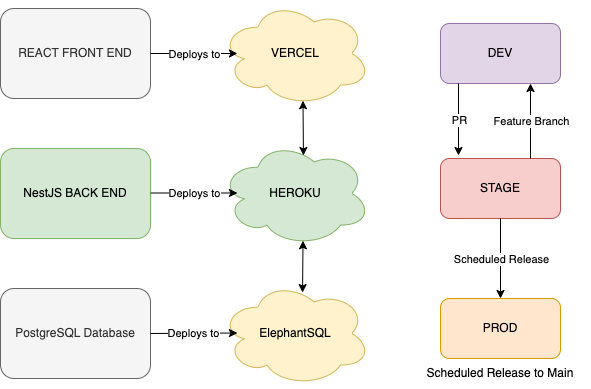 REACT FRONT END
Deploys to
VERCEL
NestJS BACK END
Deploys to
HEROKU
PostgreSQL Database
Deploys to
ElephantSQL
DEV
PR
Feature Branch
STAGE
Scheduled Release
PROD
Scheduled Release to Main